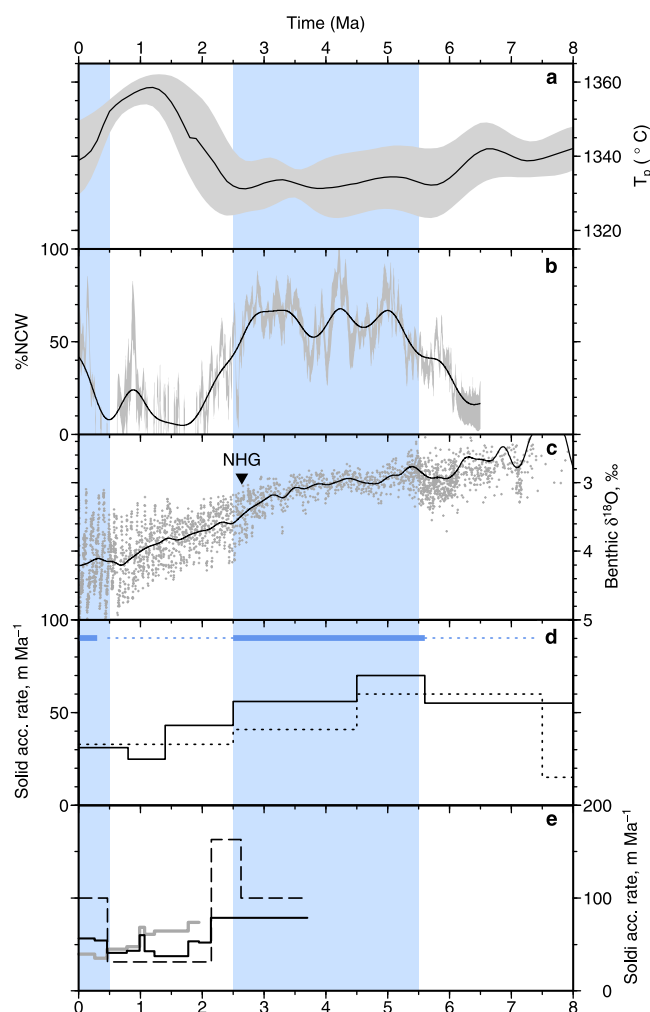 Time (Ma)
0 1 2 3 4 5 6 7 8
a
1360
1340
1320
Tp ( ° C)
b
100
50
0
%NCW
c
NHG
3
4
5
Benthic δ18O, ‰
d
100
50
0
Solid acc. rate, m Ma−1
e
200
100
0
Soldi acc. rate, m Ma−1
0 1 2 3 4 5 6 7 8